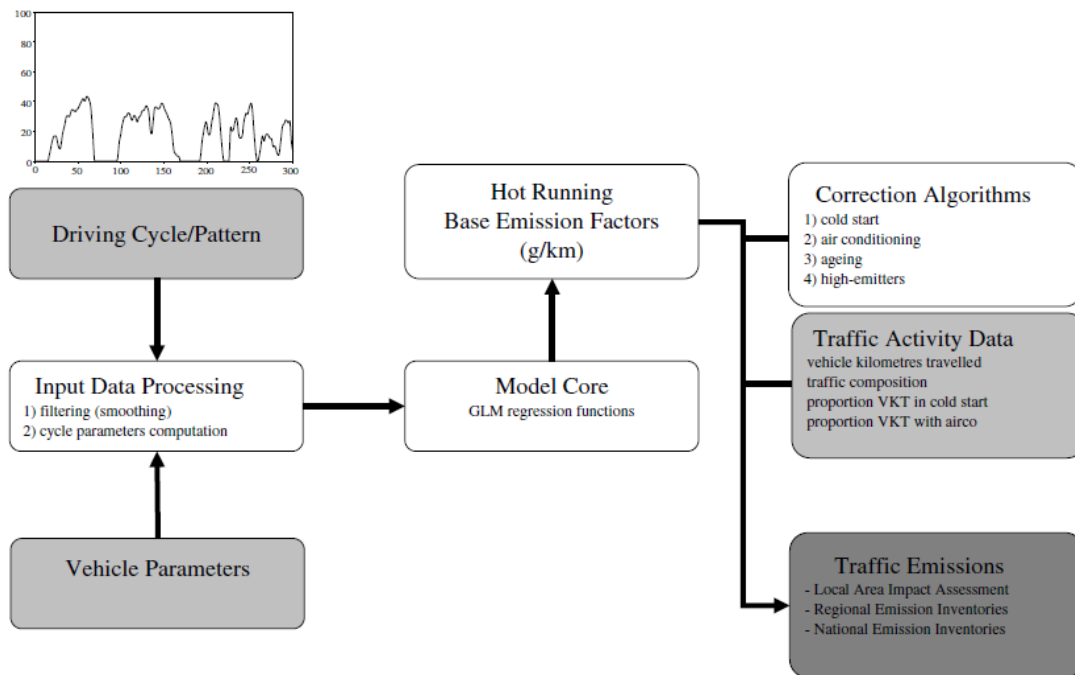 100
80
60
40
20
0
0 50 100 150 200 250 300
Driving Cycle/Pattern
Input Data Processing
1) filtering (smoothing)
2) cycle parameters computation
Vehicle Parameters
Hot Running
Base Emission Factors
(g/km)
Model Core
GLM regression functions
Correction Algorithms
1) cold start
2) air conditioning
3) ageing
4) high-emitters
Traffic Activity Data
vehicle kilometres travelled
traffic composition
proportion VKT in cold start
proportion VKT with airco
Traffic Emissions
- Local Area Impact Assessment
- Regional Emission Inventories
- National Emission Inventories